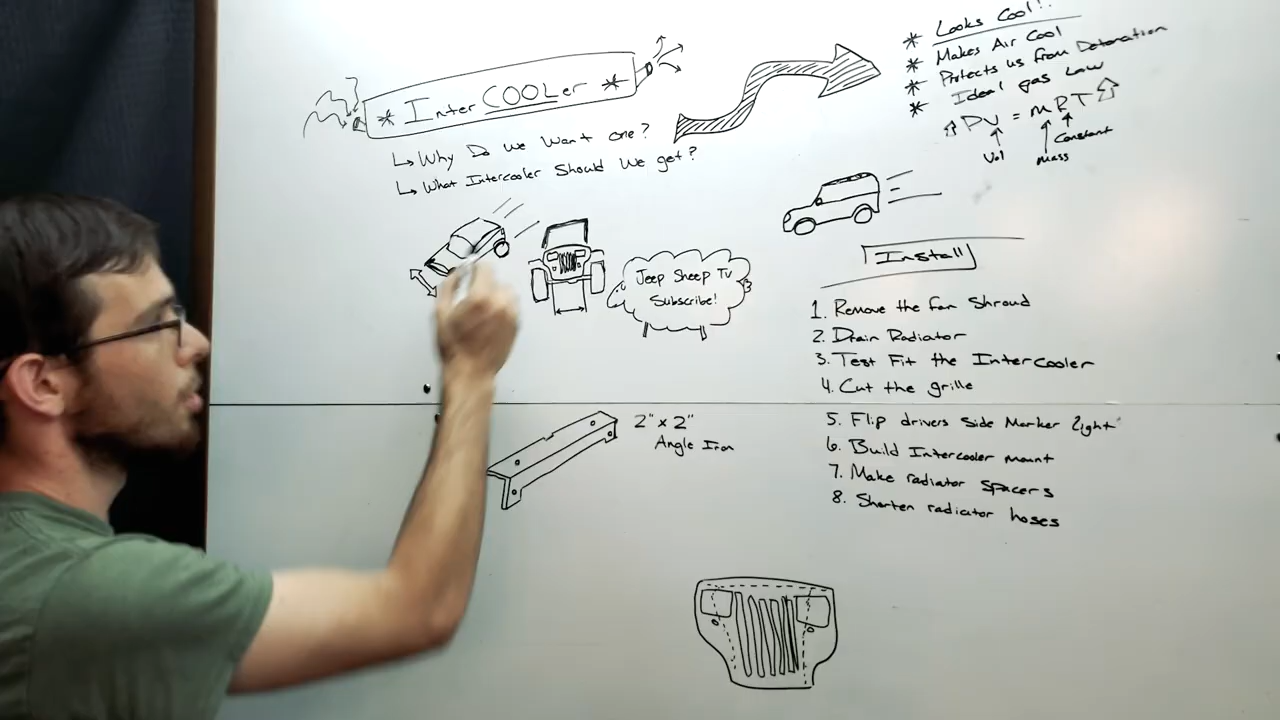 * InterCOOLer *
↳ Why Do we Want one?
↳ What Intercooler Should We get?
* Looks Cool!!
* Makes Air Cool
* Protects us from Detonation
* Ideal gas Law
⇧ PV = mRT ⇧
Vol
mass
Constant
Jeep Sheep TV
Subscribe!
Install
1. Remove the fan Shroud
2. Drain Radiator
3. Test Fit the Intercooler
4. Cut the grille
5. Flip drivers Side Marker light
6. Build Intercooler mount
7. Make radiator spacers
8. Shorten radiator hoses
2" x 2"
Angle Iron